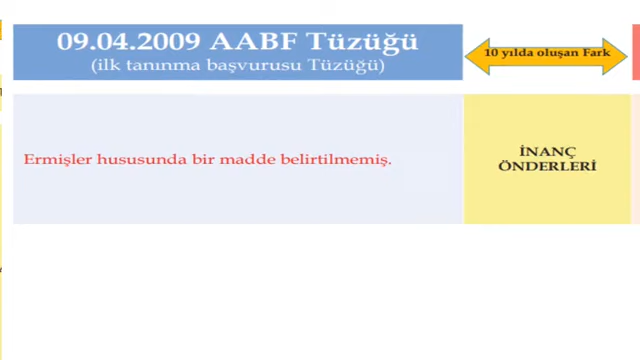 09.04.2009 AABF Tüzüğü
(ilk tanınma başvurusu Tüzüğü)
10 yılda oluşan Fark
Ermişler hususunda bir madde belirtilmemiş.
İNANÇ
ÖNDERLERİ